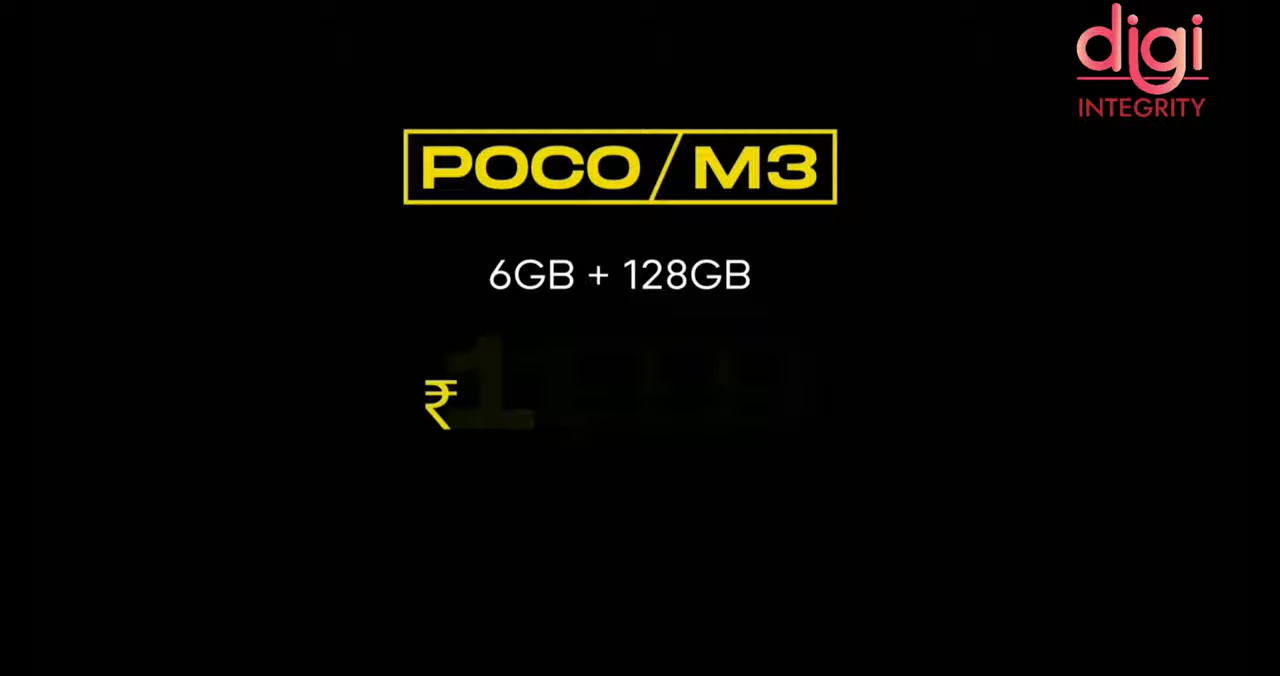 digi
INTEGRITY
POCO/M3
6GB + 128GB
₹